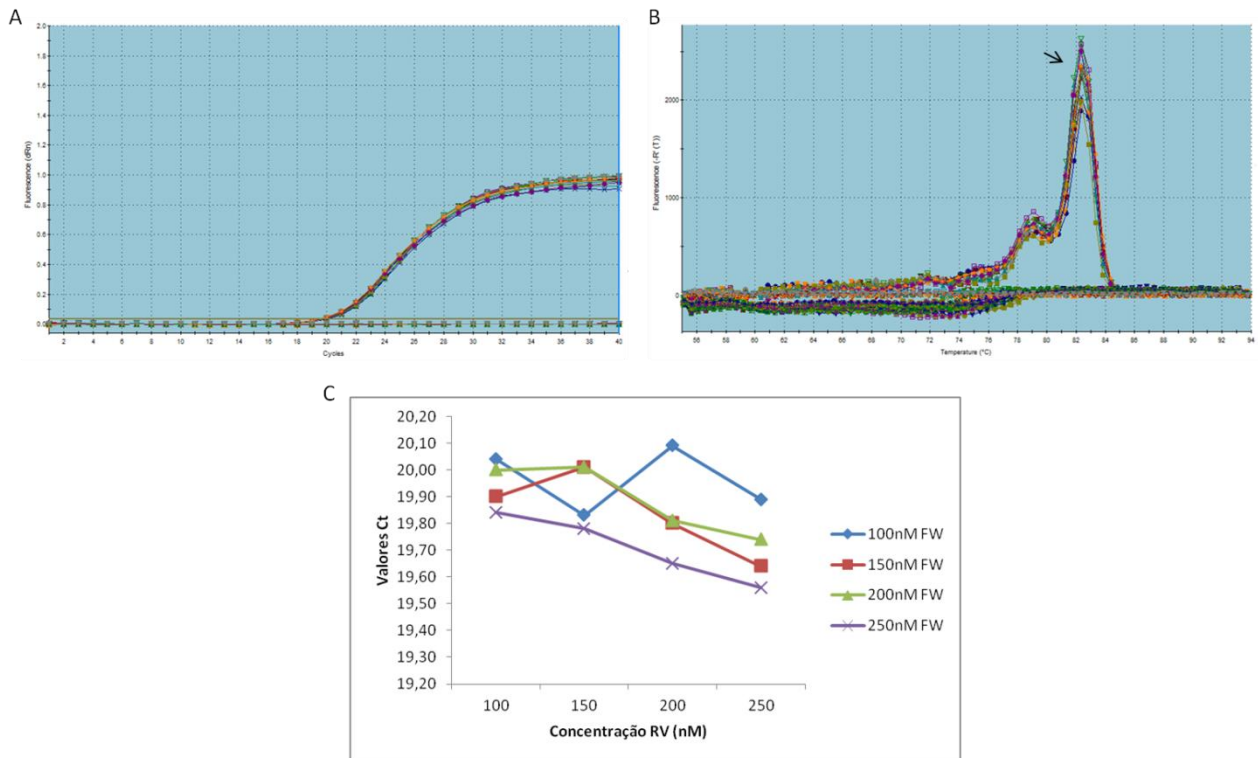 A
2.0
1.8
1.6
1.4
1.2
1.0
0.8
0.6
0.4
0.2
0.0
Fluorescence (dRn)
2 4 6 8 10 12 14 16 18 20 22 24 26 28 30 32 34 36 38 40
Cycles
B
2000
1000
0
Fluorescence (-R' (T))
56 58 60 62 64 66 68 70 72 74 76 78 80 82 84 86 88 90 92 94
Temperature (°C)
C
20,20
20,10
20,00
19,90
19,80
19,70
19,60
19,50
19,40
19,30
19,20
Valores Ct
100 150 200 250
Concentração RV (nM)
100nM FW
150nM FW
200nM FW
250nM FW